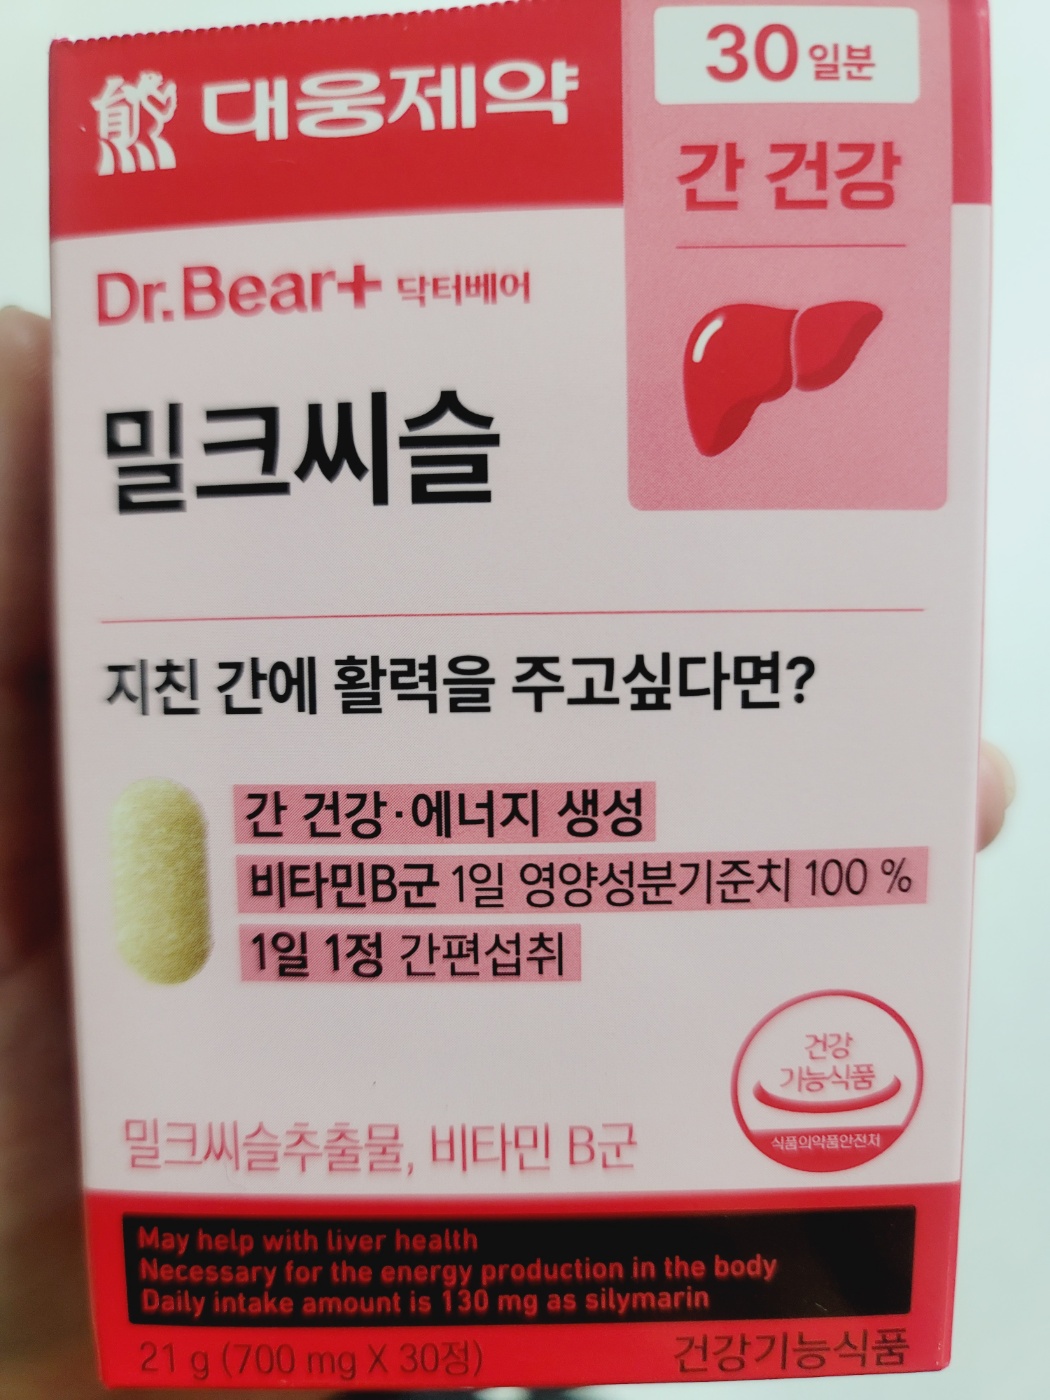 대웅제약
30일분
간 건강
Dr.Bear+ 닥터베어
밀크씨슬
지친 간에 활력을 주고싶다면?
간 건강·에너지 생성
비타민B군 1일 영양성분기준치 100 %
1일 1정 간편섭취
건강
기능식품
식품의약품안전처
밀크씨슬추출물, 비타민 B군
May help with liver health
Necessary for the energy production in the body
Daily intake amount is 130 mg as silymarin
21 g (700 mg X 30정)
건강기능식품